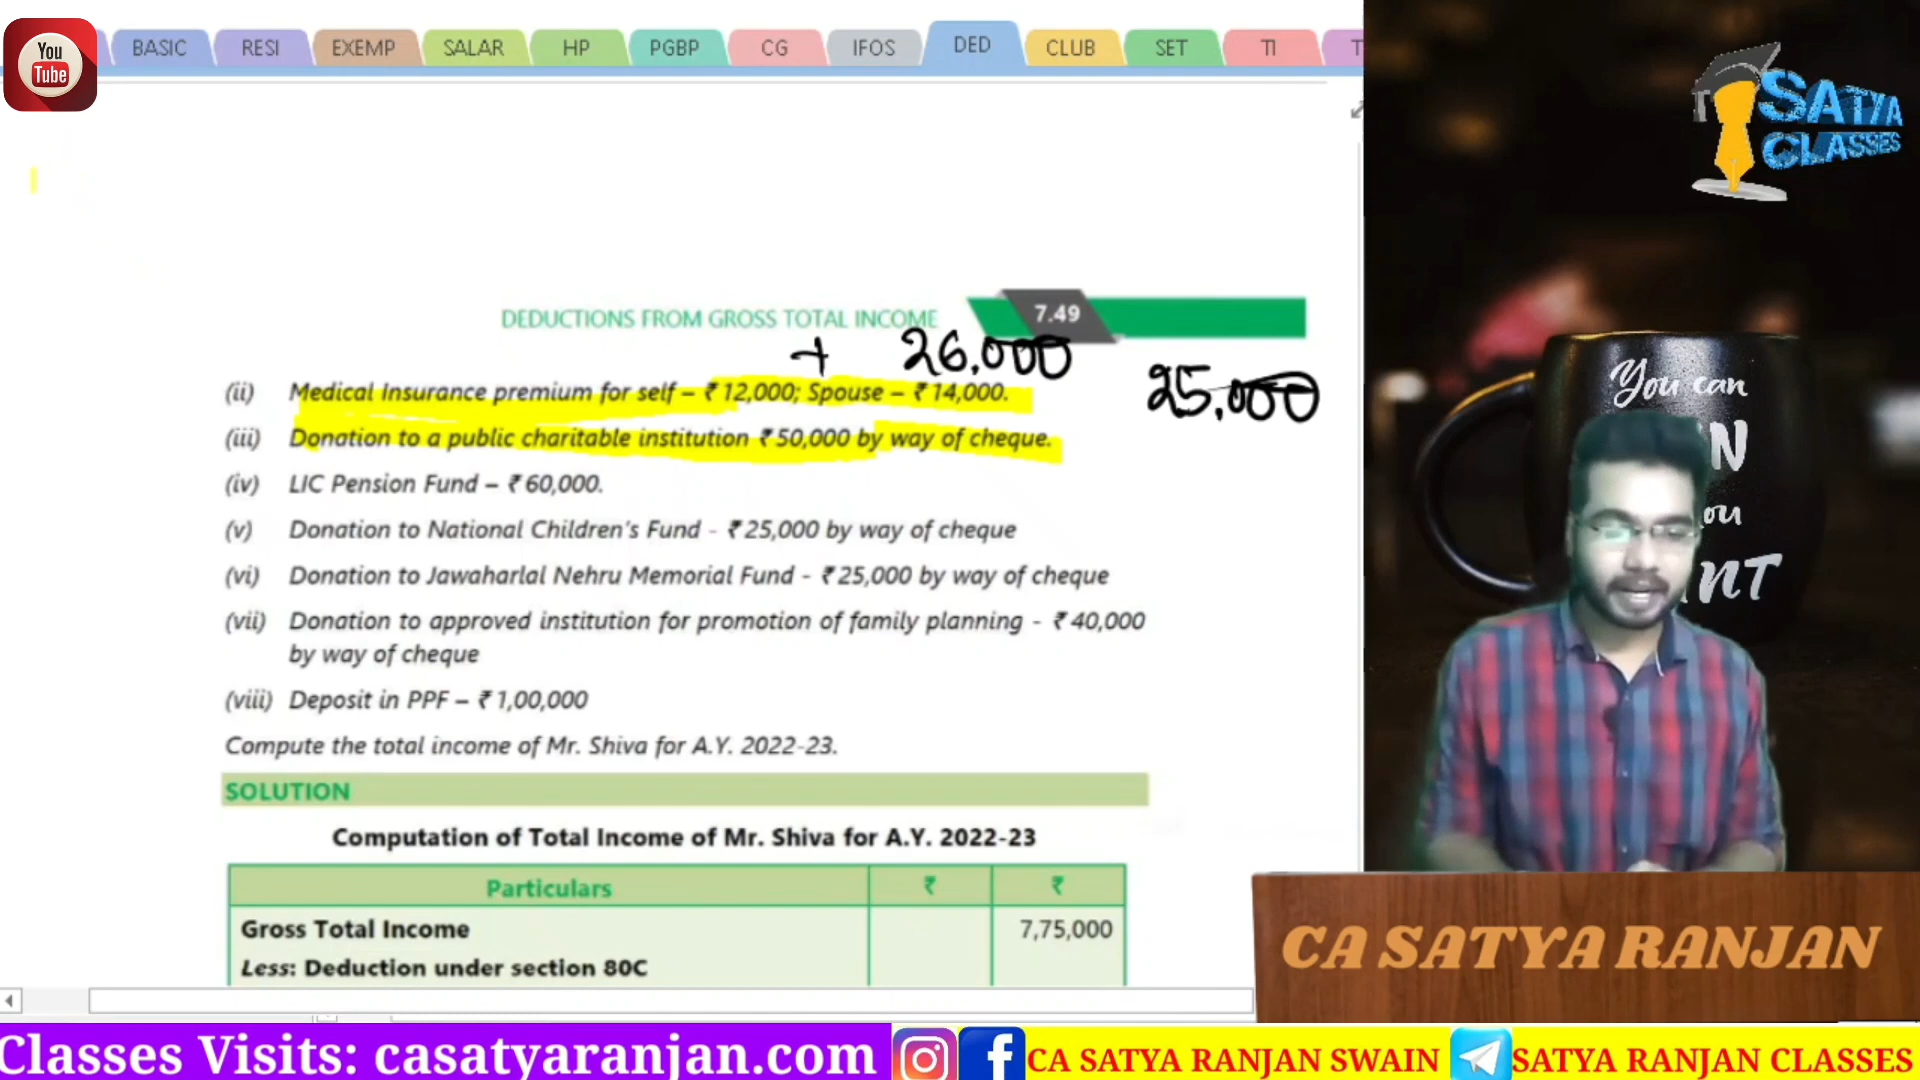 You
Tube
BASIC RESI EXEMP SALAR HP PGBP CG IFOS DED CLUB SET TI T
SATYA
CLASSES
DEDUCTIONS FROM GROSS TOTAL INCOME 7.49
+ 26,000
25,000
(ii) Medical Insurance premium for self – ₹ 12,000; Spouse – ₹ 14,000.
(iii) Donation to a public charitable institution ₹ 50,000 by way of cheque.
(iv) LIC Pension Fund – ₹ 60,000.
(v) Donation to National Children's Fund - ₹ 25,000 by way of cheque
(vi) Donation to Jawaharlal Nehru Memorial Fund - ₹ 25,000 by way of cheque
(vii) Donation to approved institution for promotion of family planning - ₹ 40,000
by way of cheque
(viii) Deposit in PPF – ₹ 1,00,000
Compute the total income of Mr. Shiva for A.Y. 2022-23.
SOLUTION
Computation of Total Income of Mr. Shiva for A.Y. 2022-23
Particulars ₹ ₹
Gross Total Income 7,75,000
Less: Deduction under section 80C
You can
N
ou
NT
CA SATYA RANJAN
Classes Visits: casatyaranjan.com
CA SATYA RANJAN SWAIN
SATYA RANJAN CLASSES